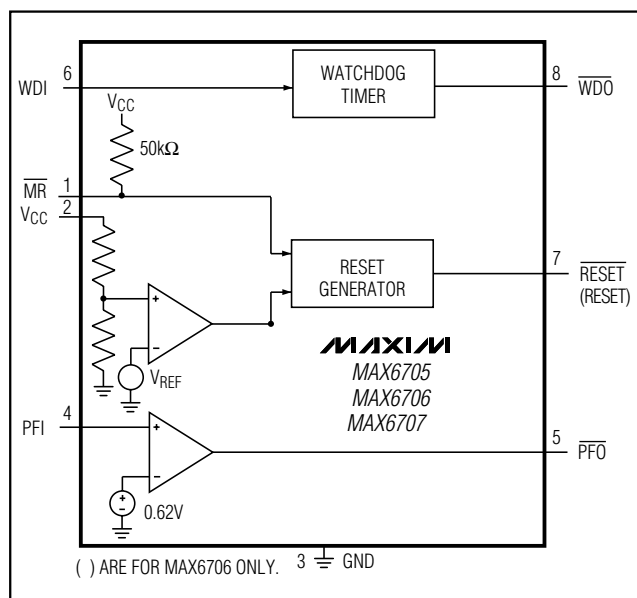 WDI 6
WATCHDOG
TIMER
8 WDO
VCC
50kΩ
MR 1
VCC 2
RESET
GENERATOR
7 RESET
(RESET)
+
−
VREF
MAXIM
MAX6705
MAX6706
MAX6707
PFI 4
+
−
5 PFO
+
−
0.62V
( ) ARE FOR MAX6706 ONLY.
3 GND